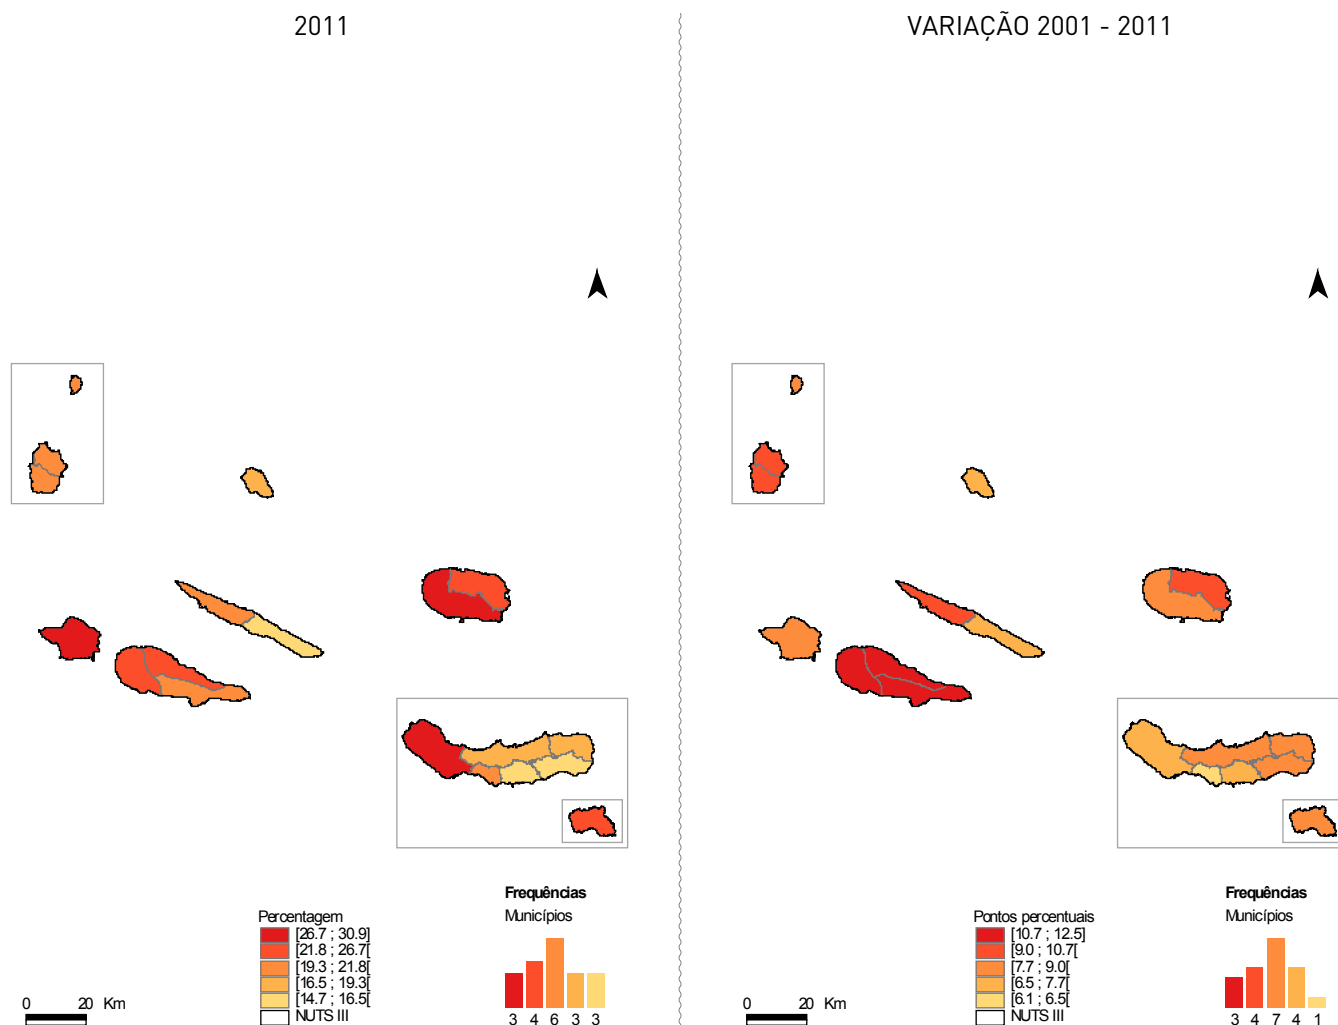 2011
Percentagem
[26.7 ; 30.9]
[21.8 ; 26.7[
[19.3 ; 21.8[
[16.5 ; 19.3[
[14.7 ; 16.5[
NUTS III
Frequências
Municípios
3 4 6 3 3
0 20 Km
VARIAÇÃO 2001 - 2011
Pontos percentuais
[10.7 ; 12.5]
[9.0 ; 10.7[
[7.7 ; 9.0[
[6.5 ; 7.7[
[6.1 ; 6.5[
NUTS III
Frequências
Municípios
3 4 7 4 1
0 20 Km